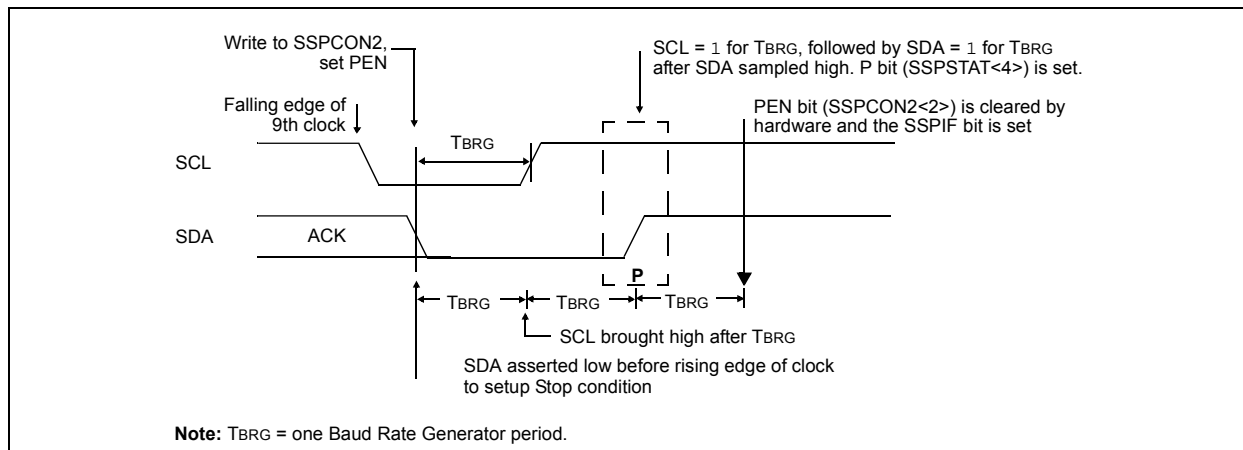 Write to SSPCON2,
set PEN
SCL = 1 for TBRG, followed by SDA = 1 for TBRG
after SDA sampled high. P bit (SSPSTAT<4>) is set.
Falling edge of
9th clock
PEN bit (SSPCON2<2>) is cleared by
hardware and the SSPIF bit is set
TBRG
SCL
SDA
ACK
P
TBRG
TBRG
TBRG
SCL brought high after TBRG
SDA asserted low before rising edge of clock
to setup Stop condition
Note: TBRG = one Baud Rate Generator period.